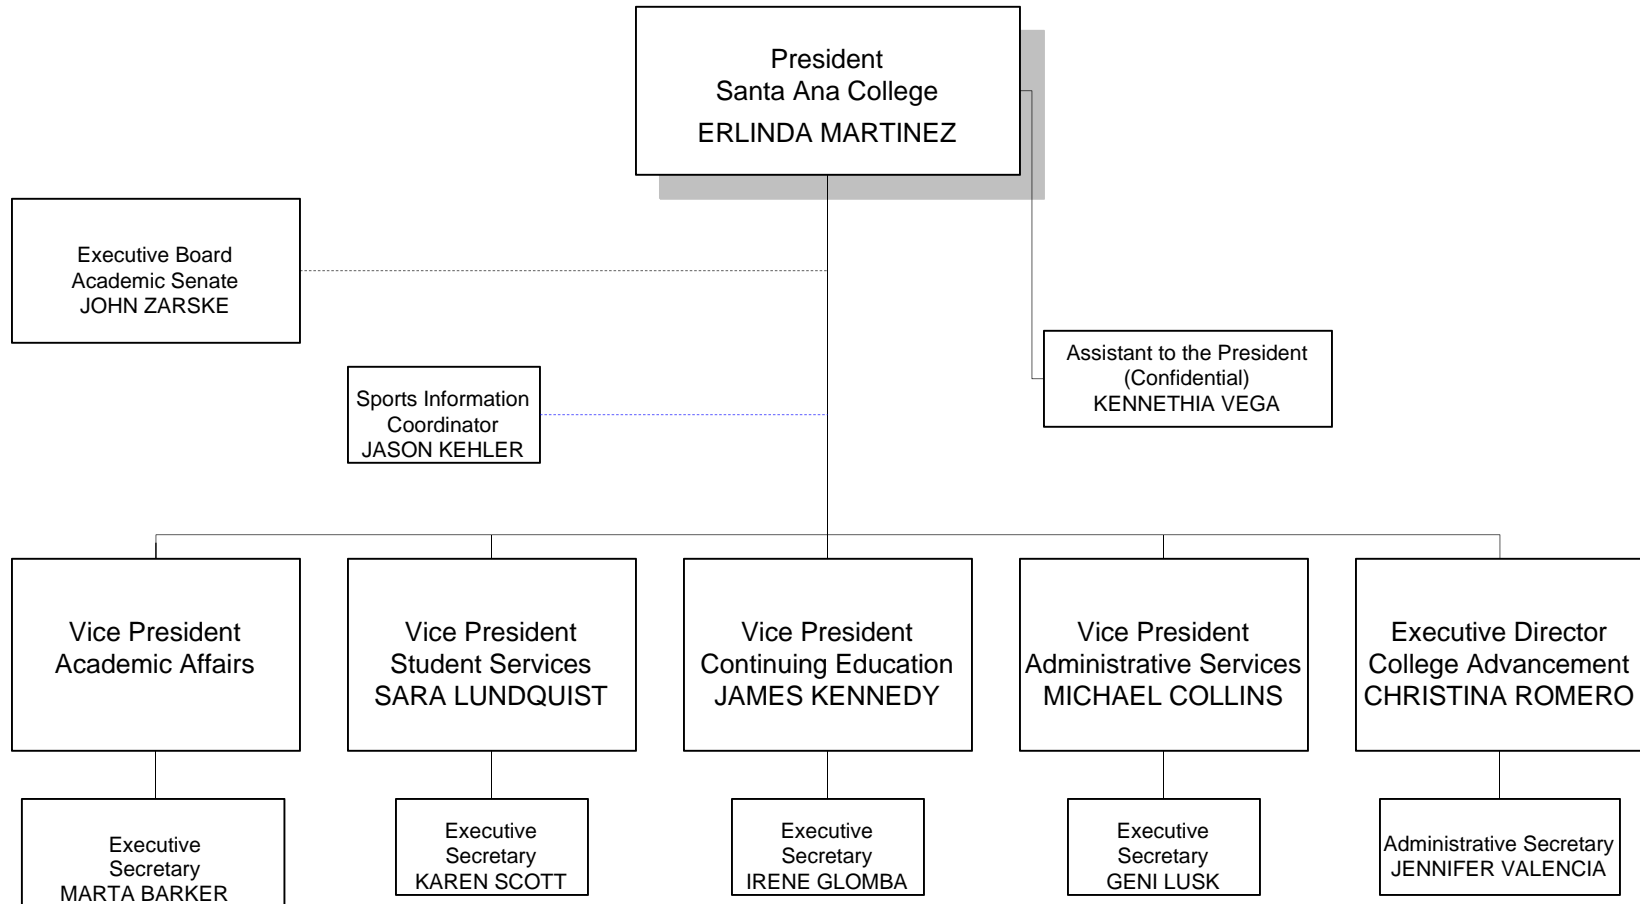 President
Santa Ana College
ERLINDA MARTINEZ
Executive Board
Academic Senate
JOHN ZARSKE
Assistant to the President
(Confidential)
KENNETHIA VEGA
Sports Information
Coordinator
JASON KEHLER
Vice President
Academic Affairs
Vice President
Student Services
SARA LUNDQUIST
Vice President
Continuing Education
JAMES KENNEDY
Vice President
Administrative Services
MICHAEL COLLINS
Executive Director
College Advancement
CHRISTINA ROMERO
Executive
Secretary
MARTA BARKER
Executive
Secretary
KAREN SCOTT
Executive
Secretary
IRENE GLOMBA
Executive
Secretary
GENI LUSK
Administrative Secretary
JENNIFER VALENCIA